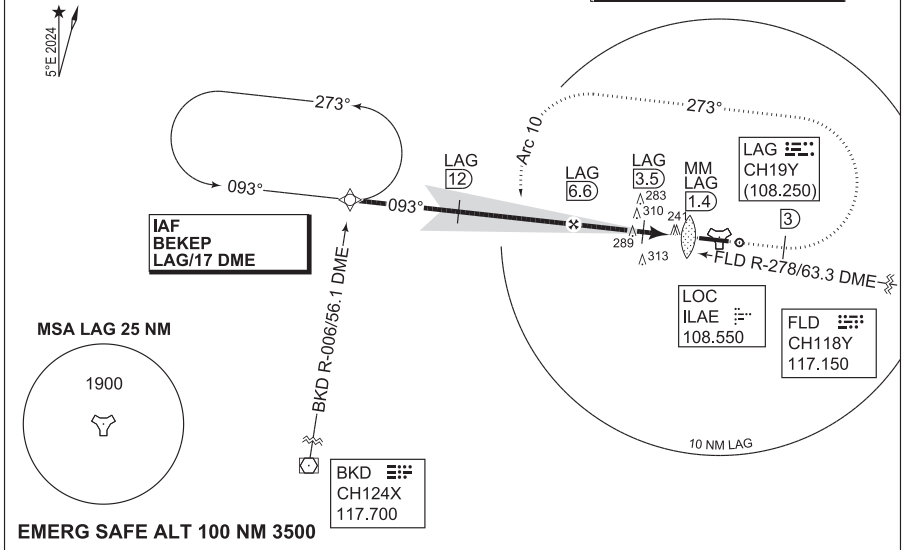 5°E 2024
273°
093°
093°
IAF
BEKEP
LAG/17 DME
LAG
12
Arc 10
LAG
6.6
LAG
3.5
MM
LAG
1.4
273°
LAG
CH19Y
(108.250)
3
283
310
241
289
313
FLD R-278/63.3 DME
LOC
ILAE
108.550
FLD
CH118Y
117.150
MSA LAG 25 NM
1900
BKD R-006/56.1 DME
BKD
CH124X
117.700
10 NM LAG
EMERG SAFE ALT 100 NM 3500